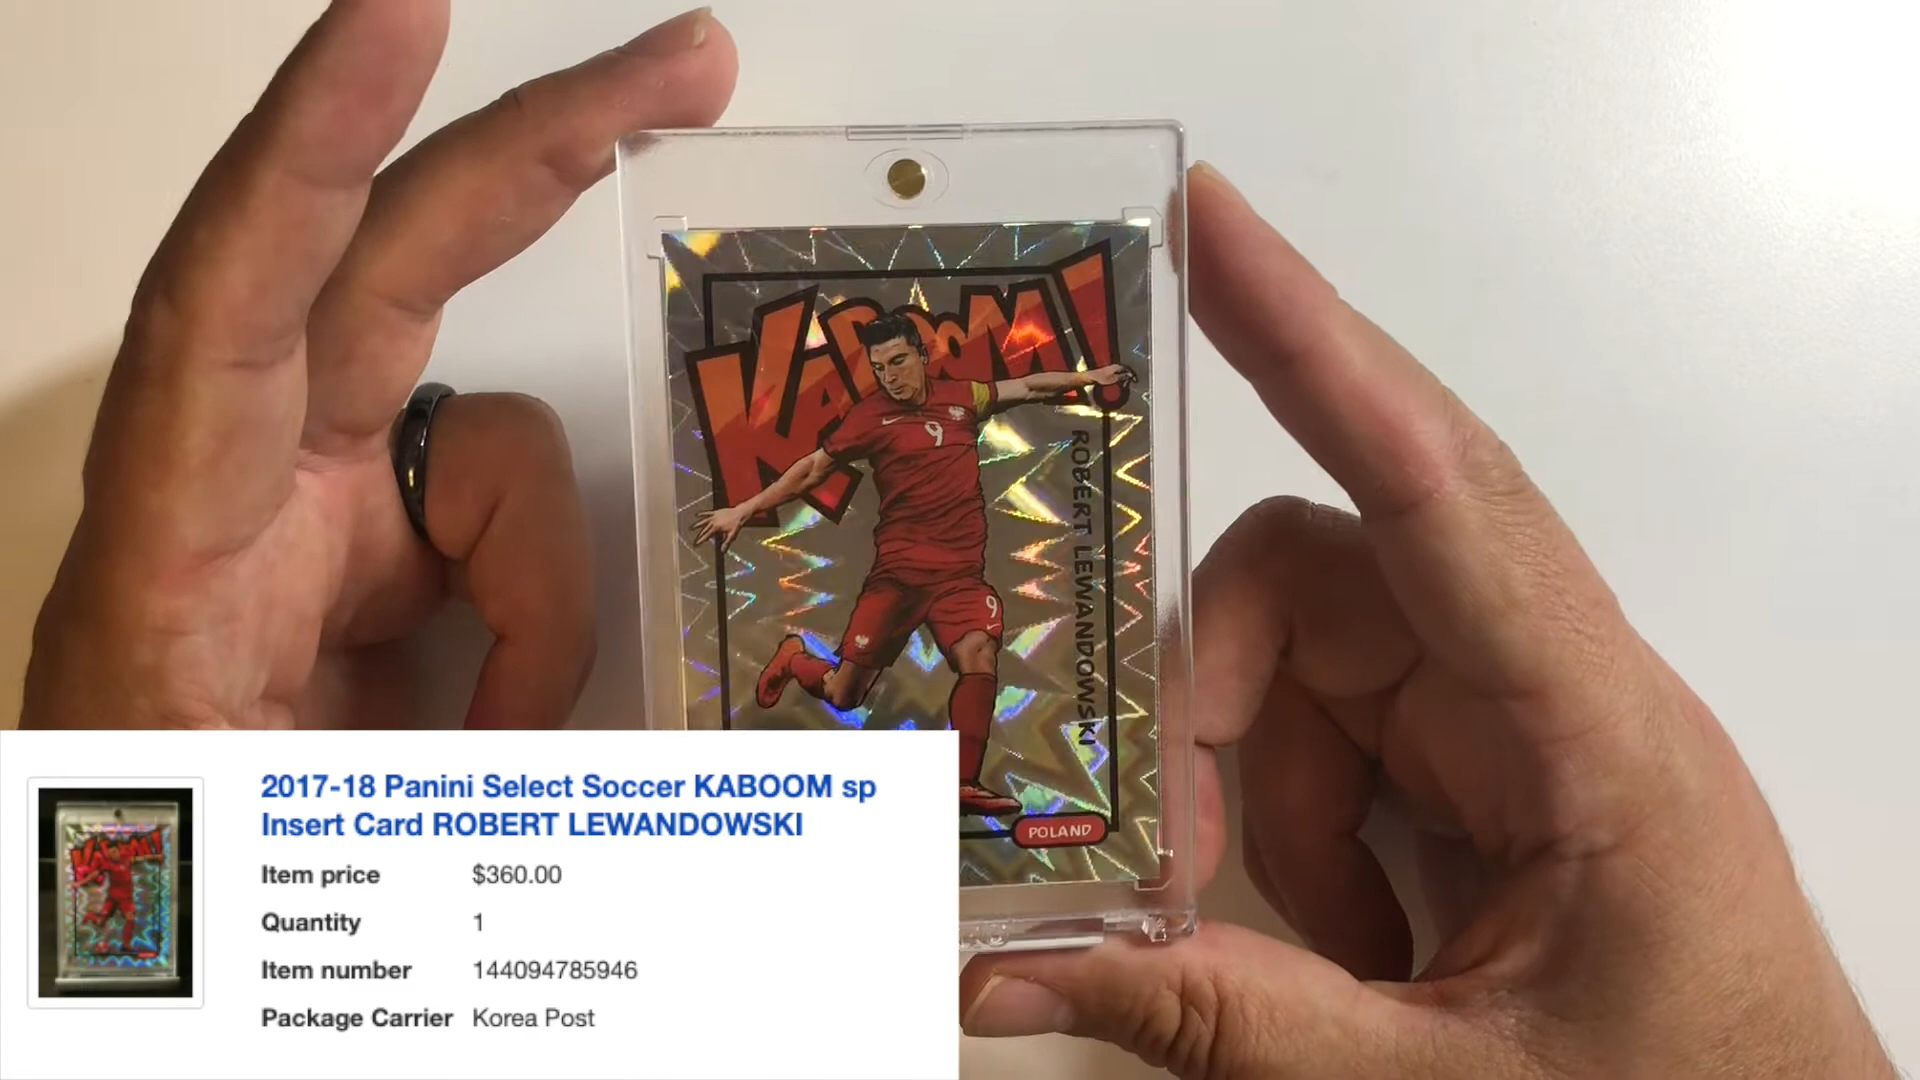 KABOOM!
9
ROBERT LEWANDOWSKI
9
POLAND
2017-18 Panini Select Soccer KABOOM sp
Insert Card ROBERT LEWANDOWSKI
Item price $360.00
Quantity 1
Item number 144094785946
Package Carrier Korea Post